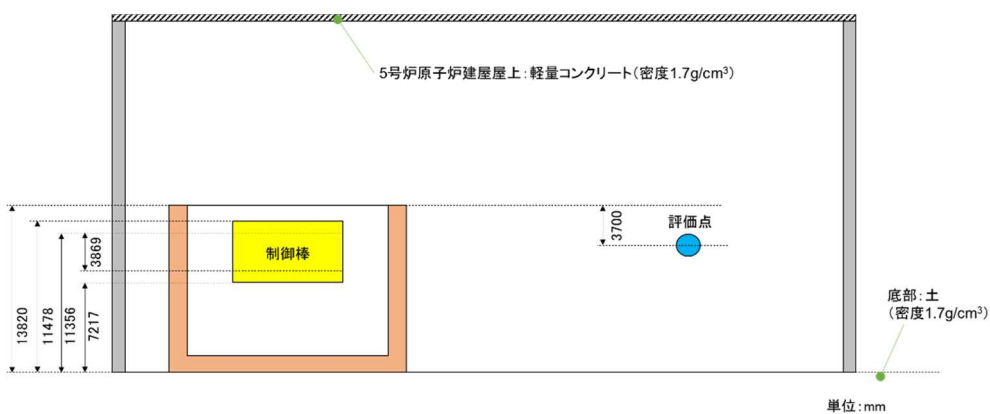 5号炉原子炉建屋屋上:軽量コンクリート(密度1.7g/cm³)
制御棒
3700
評価点
13820
11478
11356
3869
7217
底部:土
(密度1.7g/cm³)
単位:mm